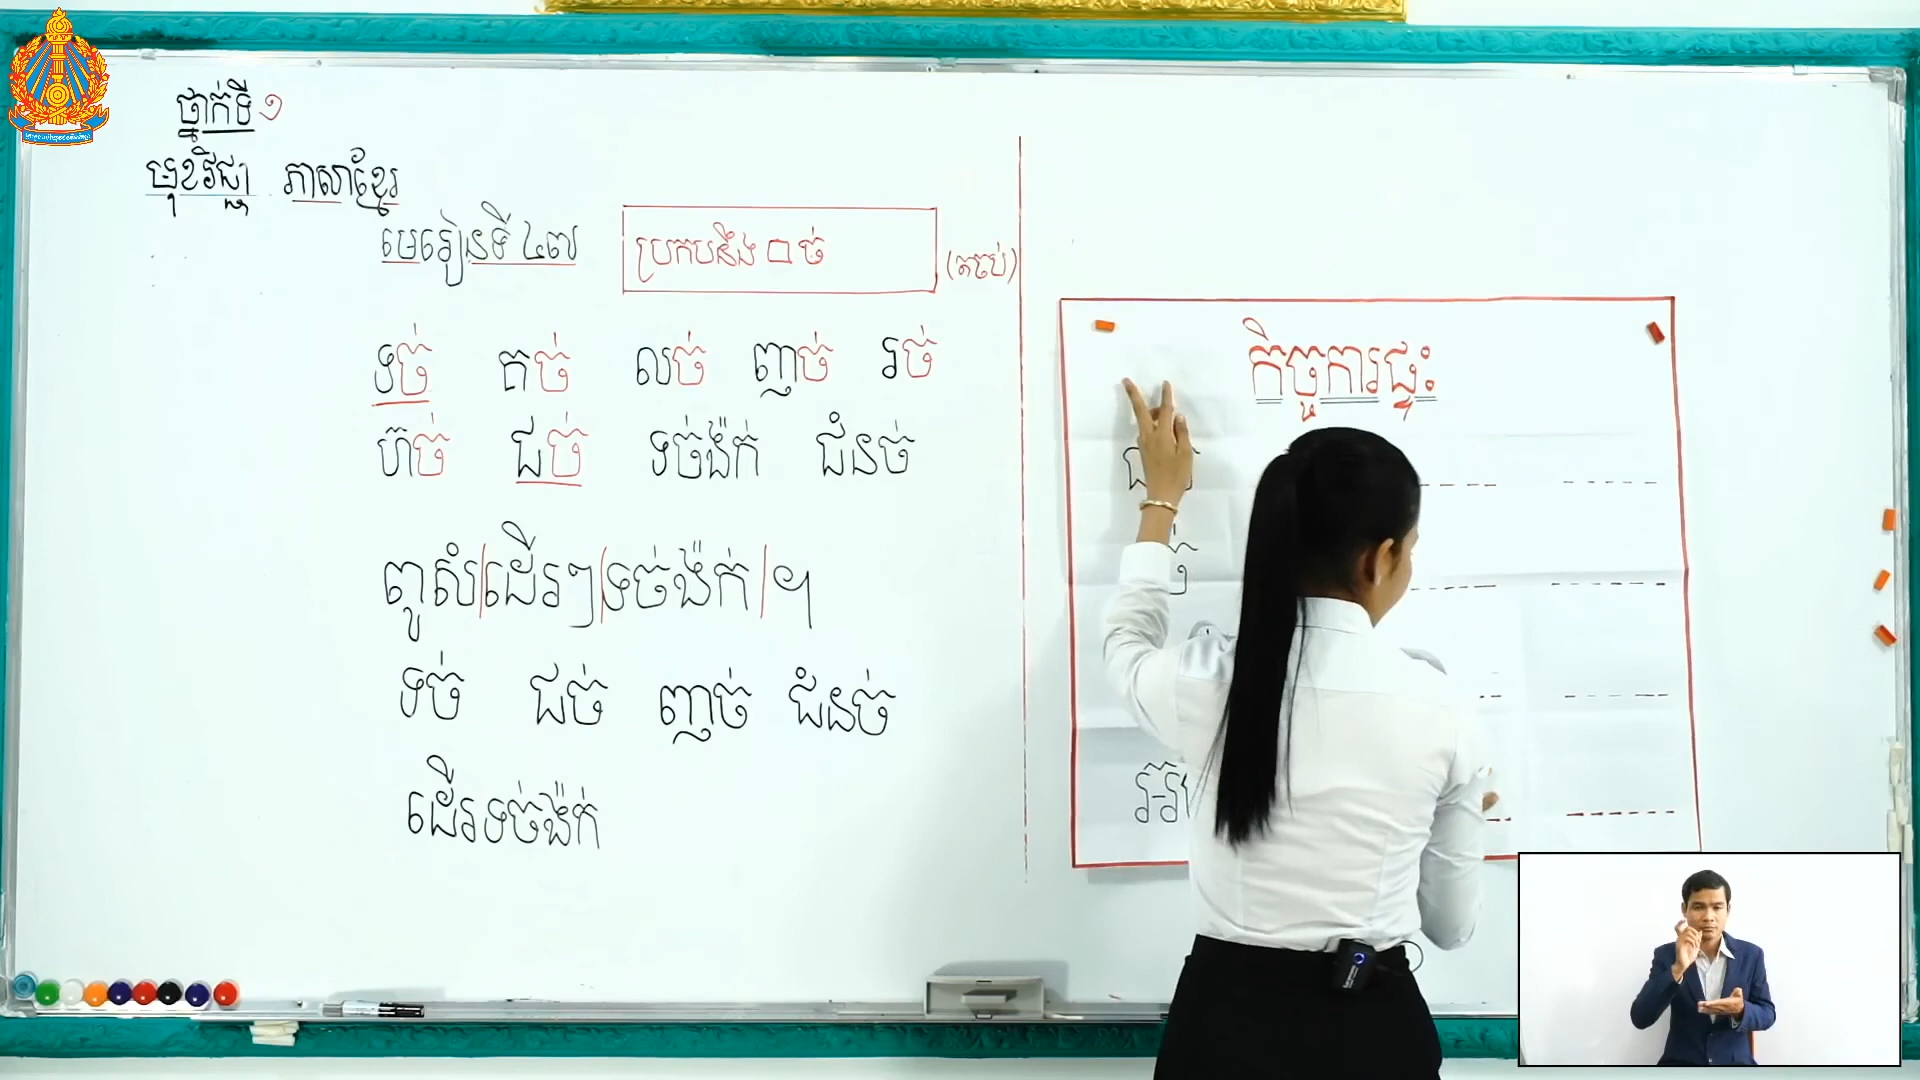 ថ្នាក់ទី ១
មុខវិជ្ជា ភាសាខ្មែរ
មេរៀនទី ៤៧
ប្រកបនឹង □ច់
(តចប់)
ទច់ គច់ លច់ ញច់ រច់
ហ៊ច់ ជច់ ទច់ង៉ក់ ជំនច់
ពូសំ|ដើរៗ|ទច់ង៉ក់|។
ទច់ ជច់ ញច់ ជំនច់
ដើរទច់ង៉ក់
កិច្ចការផ្ទះ